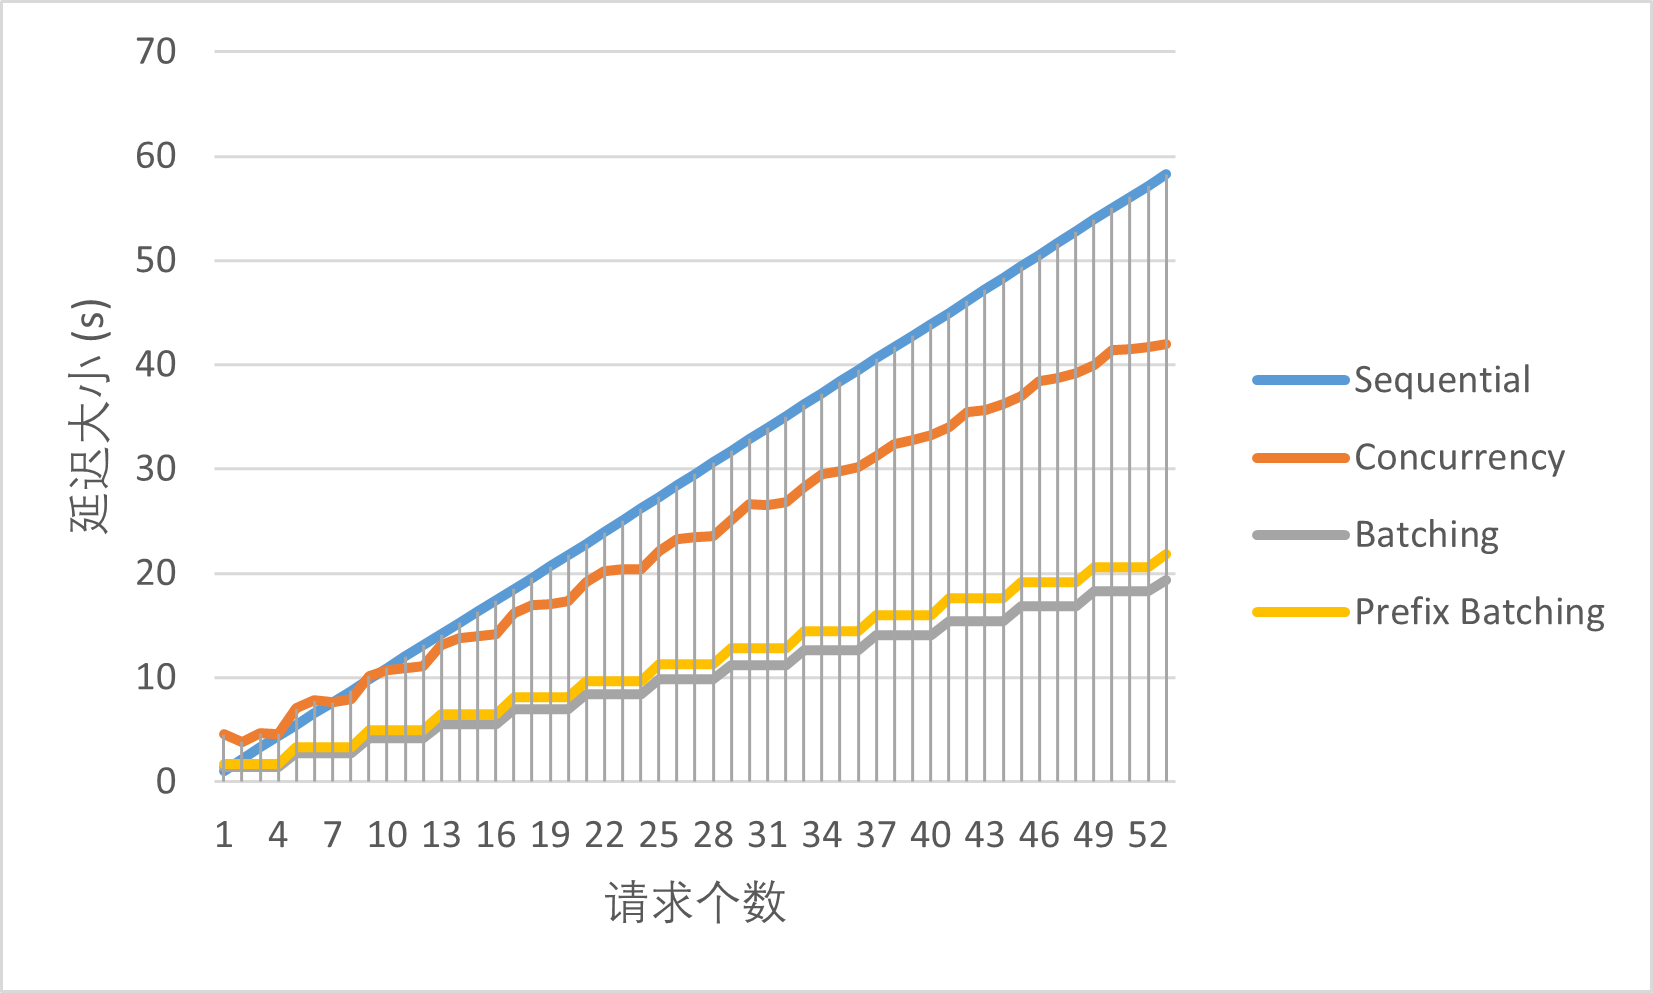 70
60
50
40
30
20
10
0
延迟大小 (s)
1 4 7 10 13 16 19 22 25 28 31 34 37 40 43 46 49 52
请求个数
Sequential
Concurrency
Batching
Prefix Batching